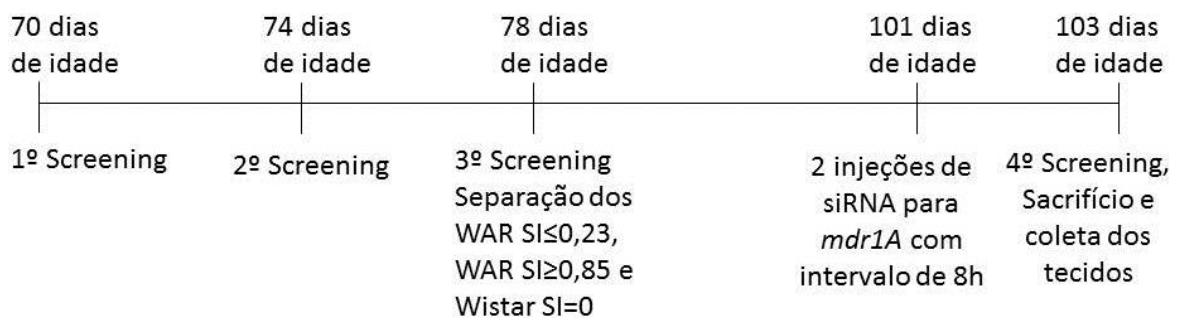 70 dias
de idade
74 dias
de idade
78 dias
de idade
101 dias
de idade
103 dias
de idade
1º Screening
2º Screening
3º Screening
Separação dos
WAR SI≤0,23,
WAR SI≥0,85 e
Wistar SI=0
2 injeções de
siRNA para
mdr1A com
intervalo de 8h
4º Screening,
Sacrifício e
coleta dos
tecidos